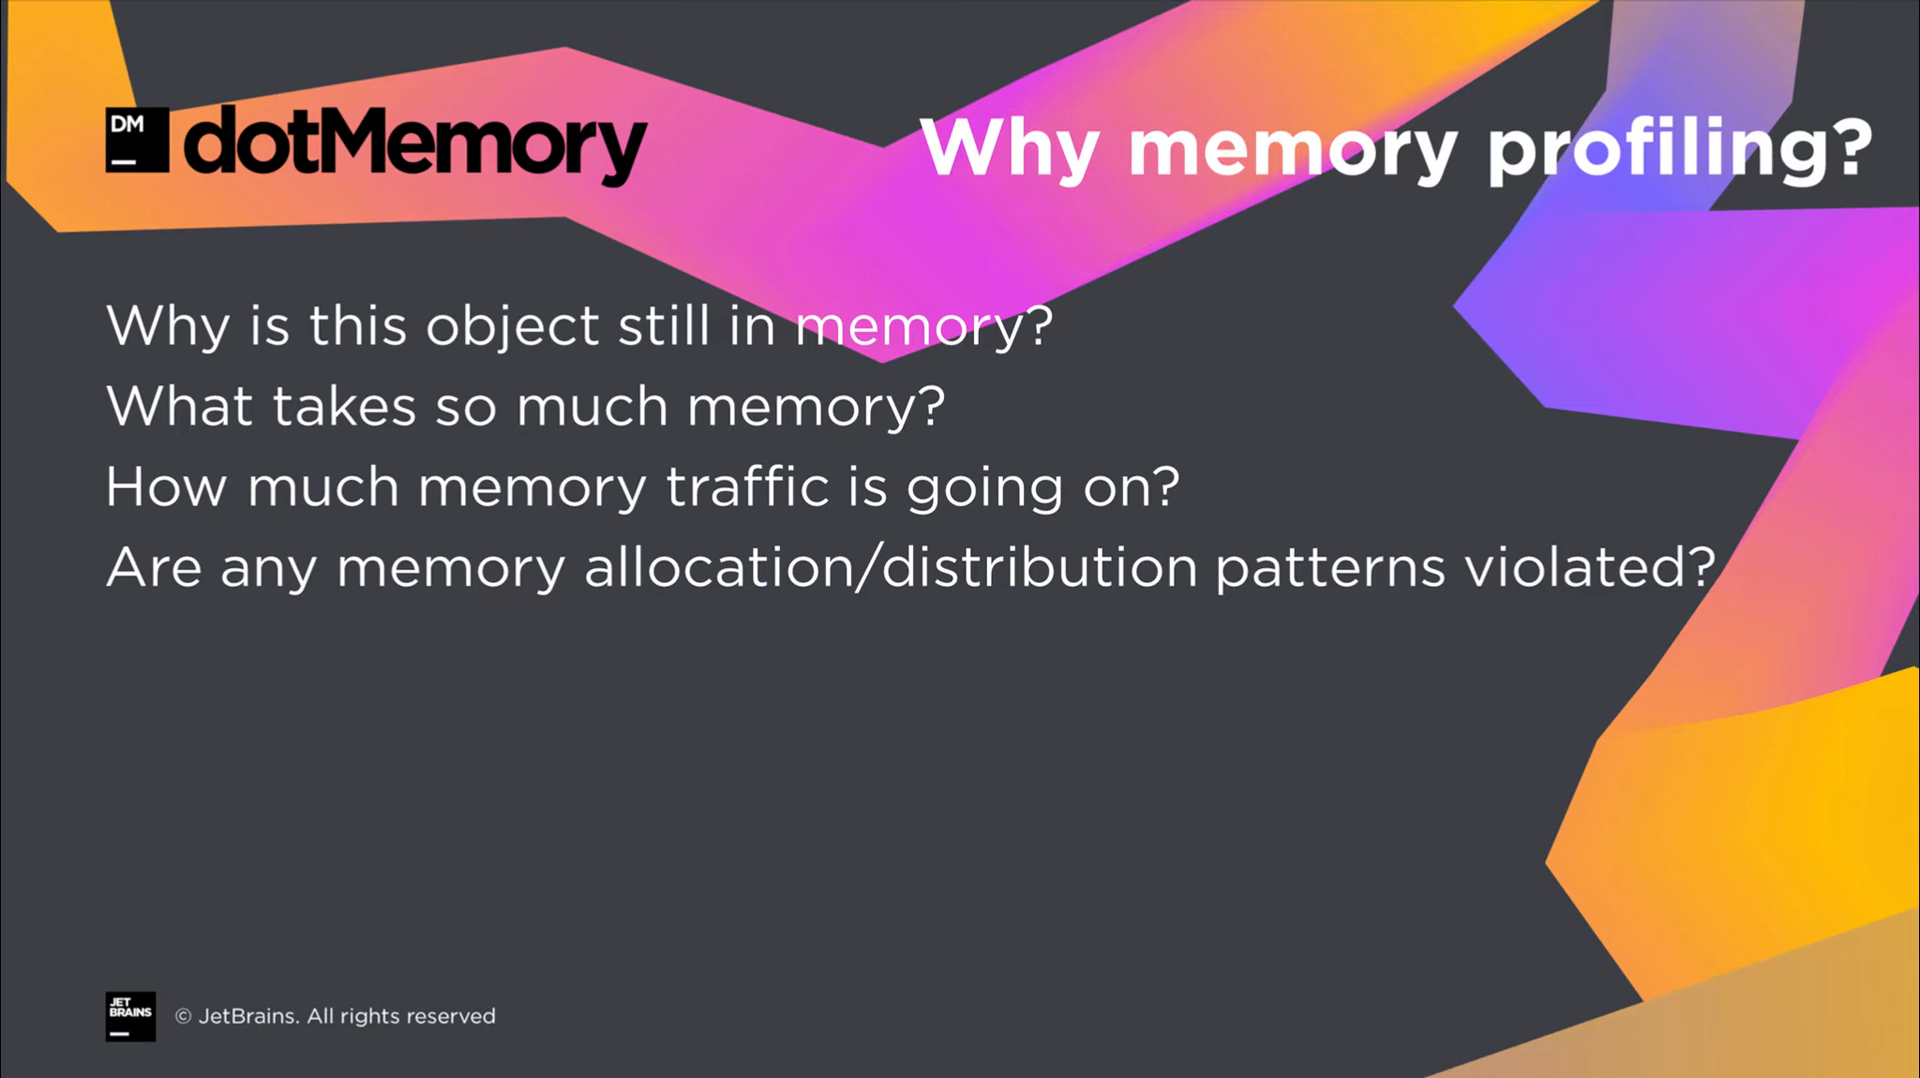 DM
dotMemory
Why memory profiling?
Why is this object still in memory?
What takes so much memory?
How much memory traffic is going on?
Are any memory allocation/distribution patterns violated?
JET
BRAINS
© JetBrains. All rights reserved